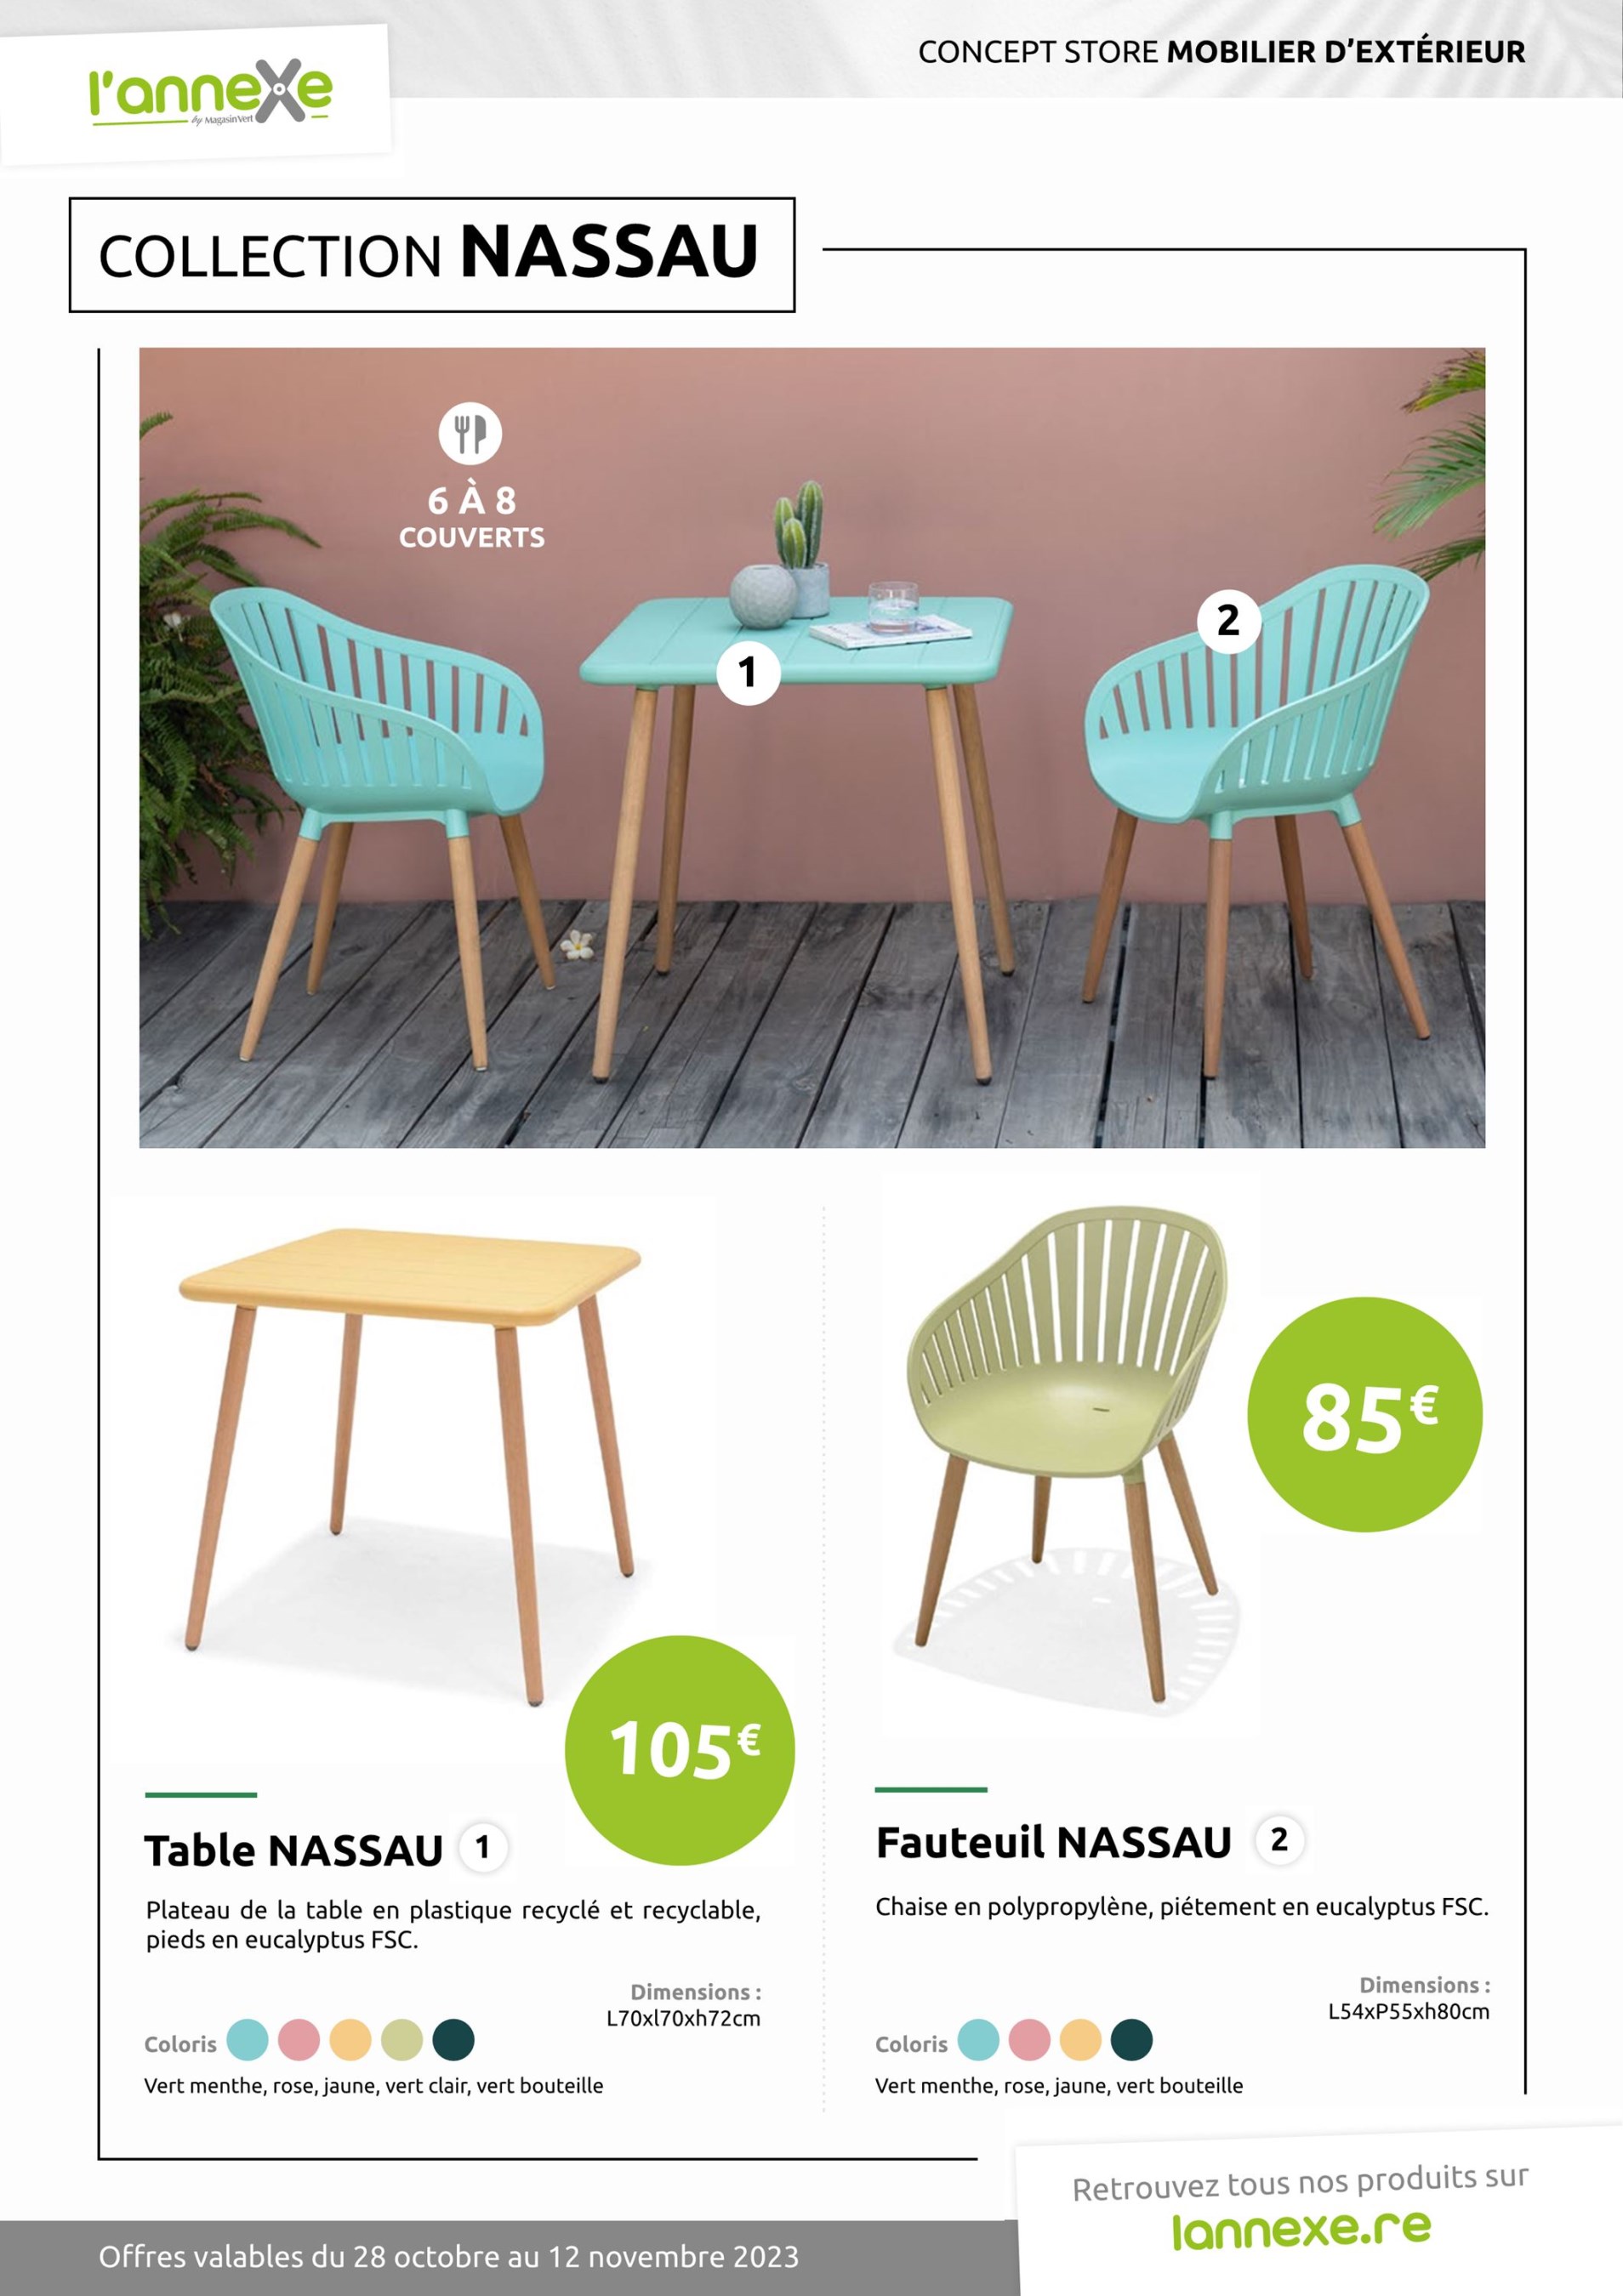 l'annexe
by MagasinVert
CONCEPT STORE MOBILIER D'EXTÉRIEUR
COLLECTION NASSAU
6 À 8
COUVERTS
1
2
85€
105€
Table NASSAU 1
Plateau de la table en plastique recyclé et recyclable,
pieds en eucalyptus FSC.
Dimensions :
L70xl70xh72cm
Coloris
Vert menthe, rose, jaune, vert clair, vert bouteille
Fauteuil NASSAU 2
Chaise en polypropylène, piétement en eucalyptus FSC.
Dimensions :
L54xP55xh80cm
Coloris
Vert menthe, rose, jaune, vert bouteille
Retrouvez tous nos produits sur
lannexe.re
Offres valables du 28 octobre au 12 novembre 2023